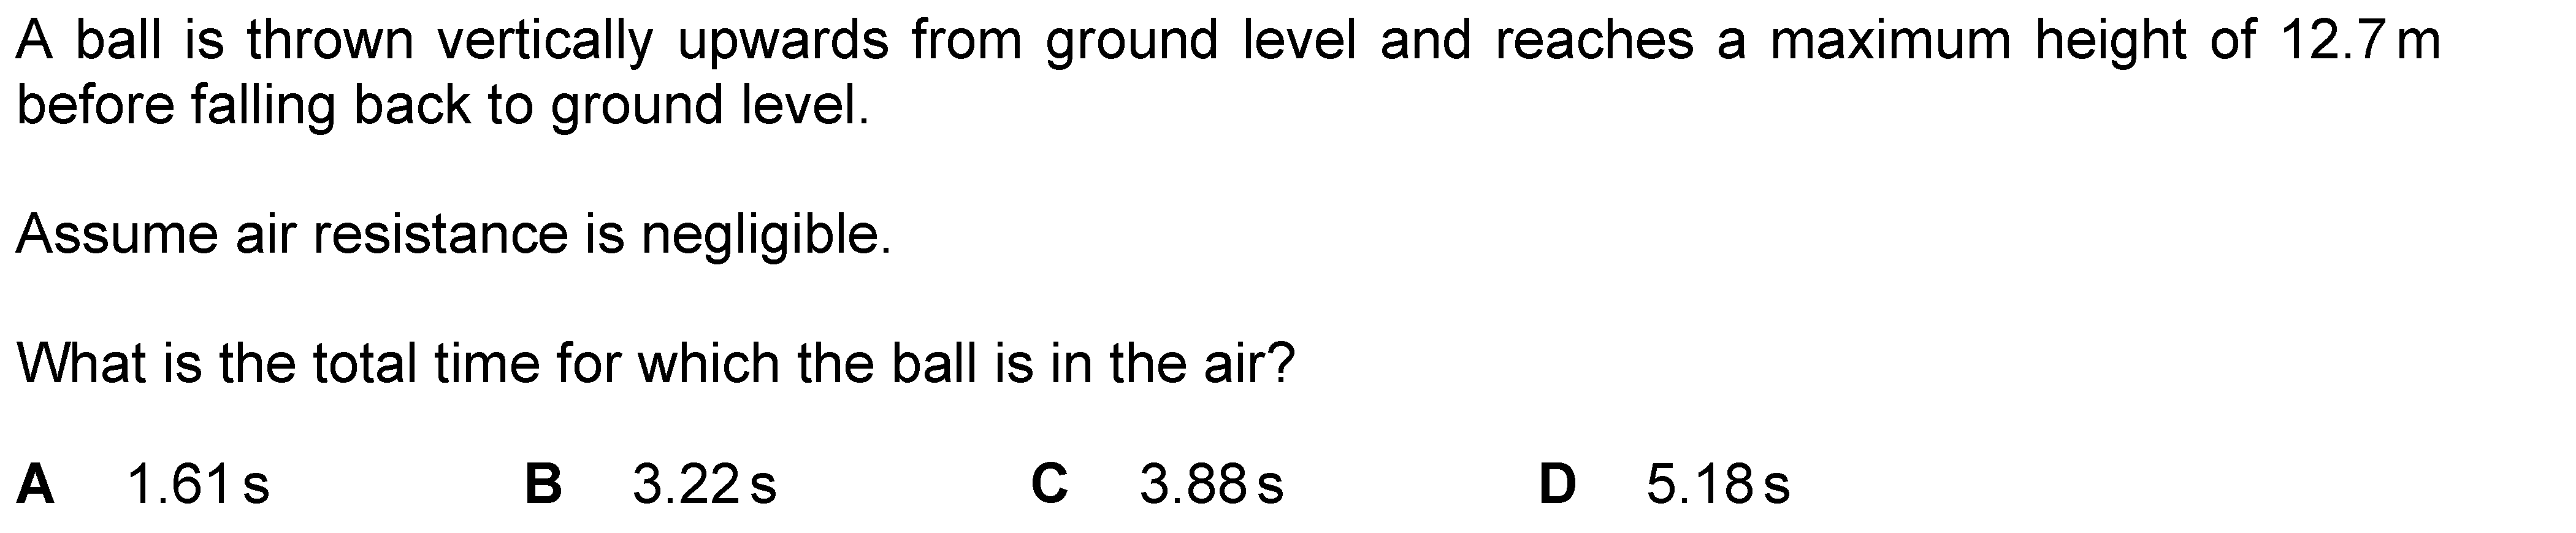 A ball is thrown vertically upwards from ground level and reaches a maximum height of 12.7 m
before falling back to ground level.
Assume air resistance is negligible.
What is the total time for which the ball is in the air?
A 1.61 s B 3.22 s C 3.88 s D 5.18 s